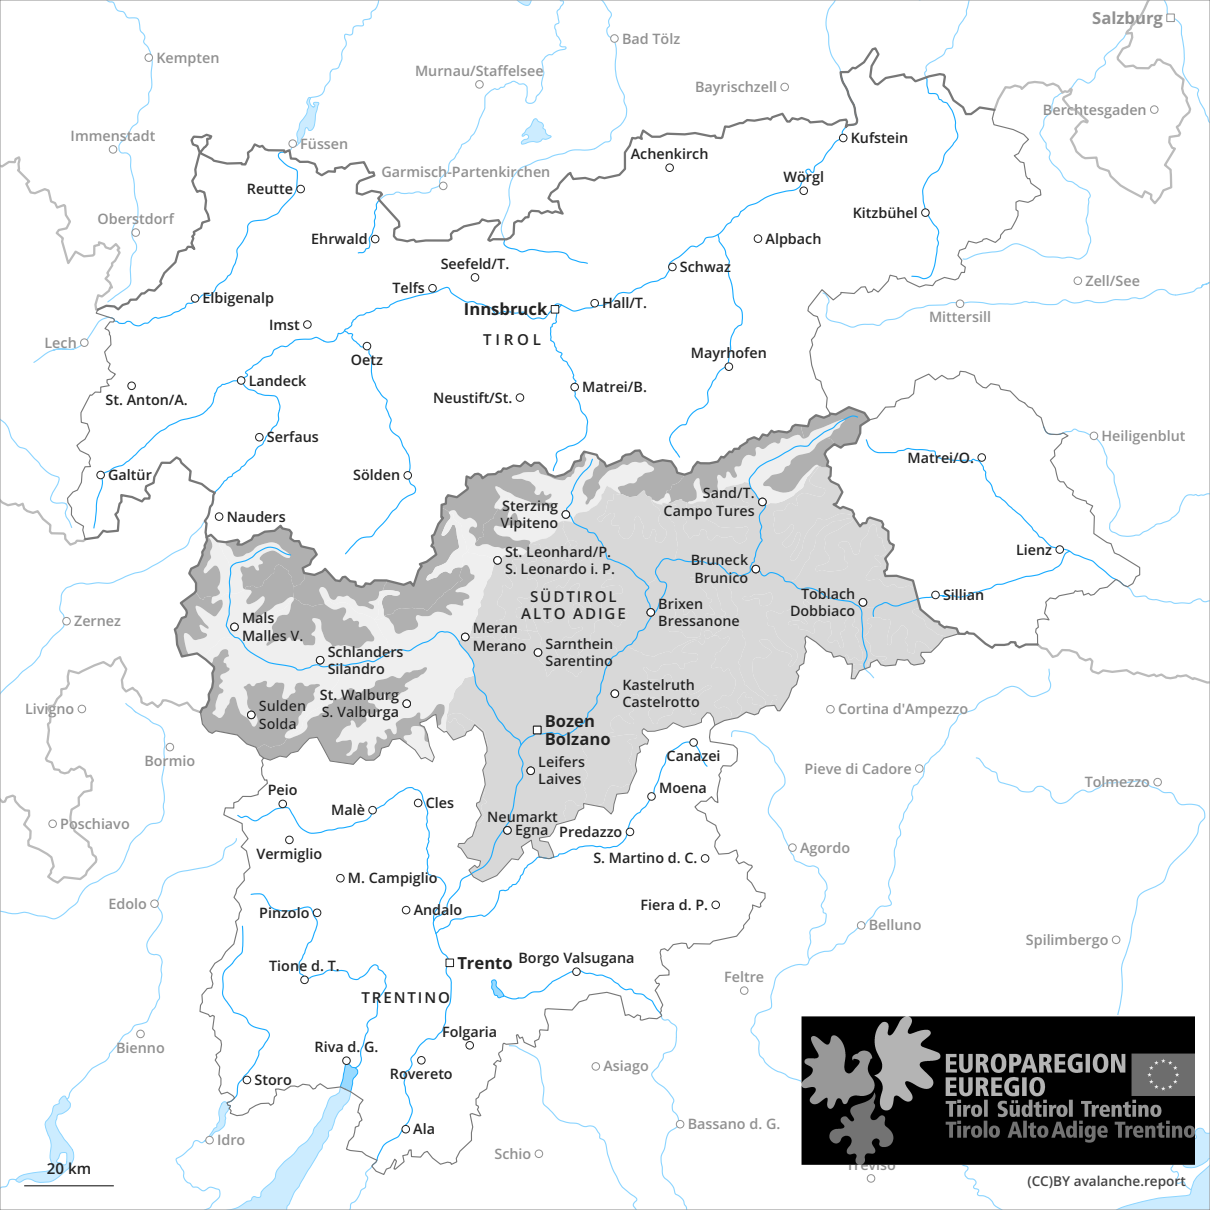 Salzburg
Bad Tölz
Kempten
Murnau/Staffelsee
Bayrischzell
Berchtesgaden
Immenstadt
Füssen
Kufstein
Achenkirch
Garmisch-Partenkirchen
Wörgl
Reutte
Oberstdorf
Kitzbühel
Ehrwald
Alpbach
Seefeld/T.
Schwaz
Zell/See
Telfs
Elbigenalp
Hall/T.
Innsbruck
Mittersill
Imst
TIROL
Lech
Mayrhofen
Oetz
Landeck
Matrei/B.
St. Anton/A.
Neustift/St.
Serfaus
Heiligenblut
Matrei/O.
Galtür
Sölden
Sand/T.
Campo Tures
Sterzing
Vipiteno
Nauders
Lienz
St. Leonhard/P.
S. Leonardo i. P.
Bruneck
Brunico
SÜDTIROL
ALTO ADIGE
Toblach
Dobbiaco
Sillian
Brixen
Bressanone
Zernez
Mals
Malles V.
Meran
Merano
Sarnthein
Sarentino
Schlanders
Silandro
Kastelruth
Castelrotto
St. Walburg
S. Valburga
Sulden
Solda
Livigno
Cortina d'Ampezzo
Bozen
Bolzano
Canazei
Bormio
Leifers
Laives
Pieve di Cadore
Tolmezzo
Peio
Moena
Malè
Cles
Neumarkt
Egna
Poschiavo
Predazzo
Agordo
Vermiglio
S. Martino d. C.
M. Campiglio
Edolo
Pinzolo
Andalo
Fiera d. P.
Belluno
Spilimbergo
Trento
Borgo Valsugana
Tione d. T.
Feltre
TRENTINO
Folgaria
Bienno
Riva d. G.
Asiago
Rovereto
Storo
EUROPAREGION
EUREGIO
Tirol Südtirol Trentino
Tirolo Alto Adige Trentino
Bassano d. G.
Ala
Idro
Schio
Treviso
20 km
(CC)BY avalanche.report